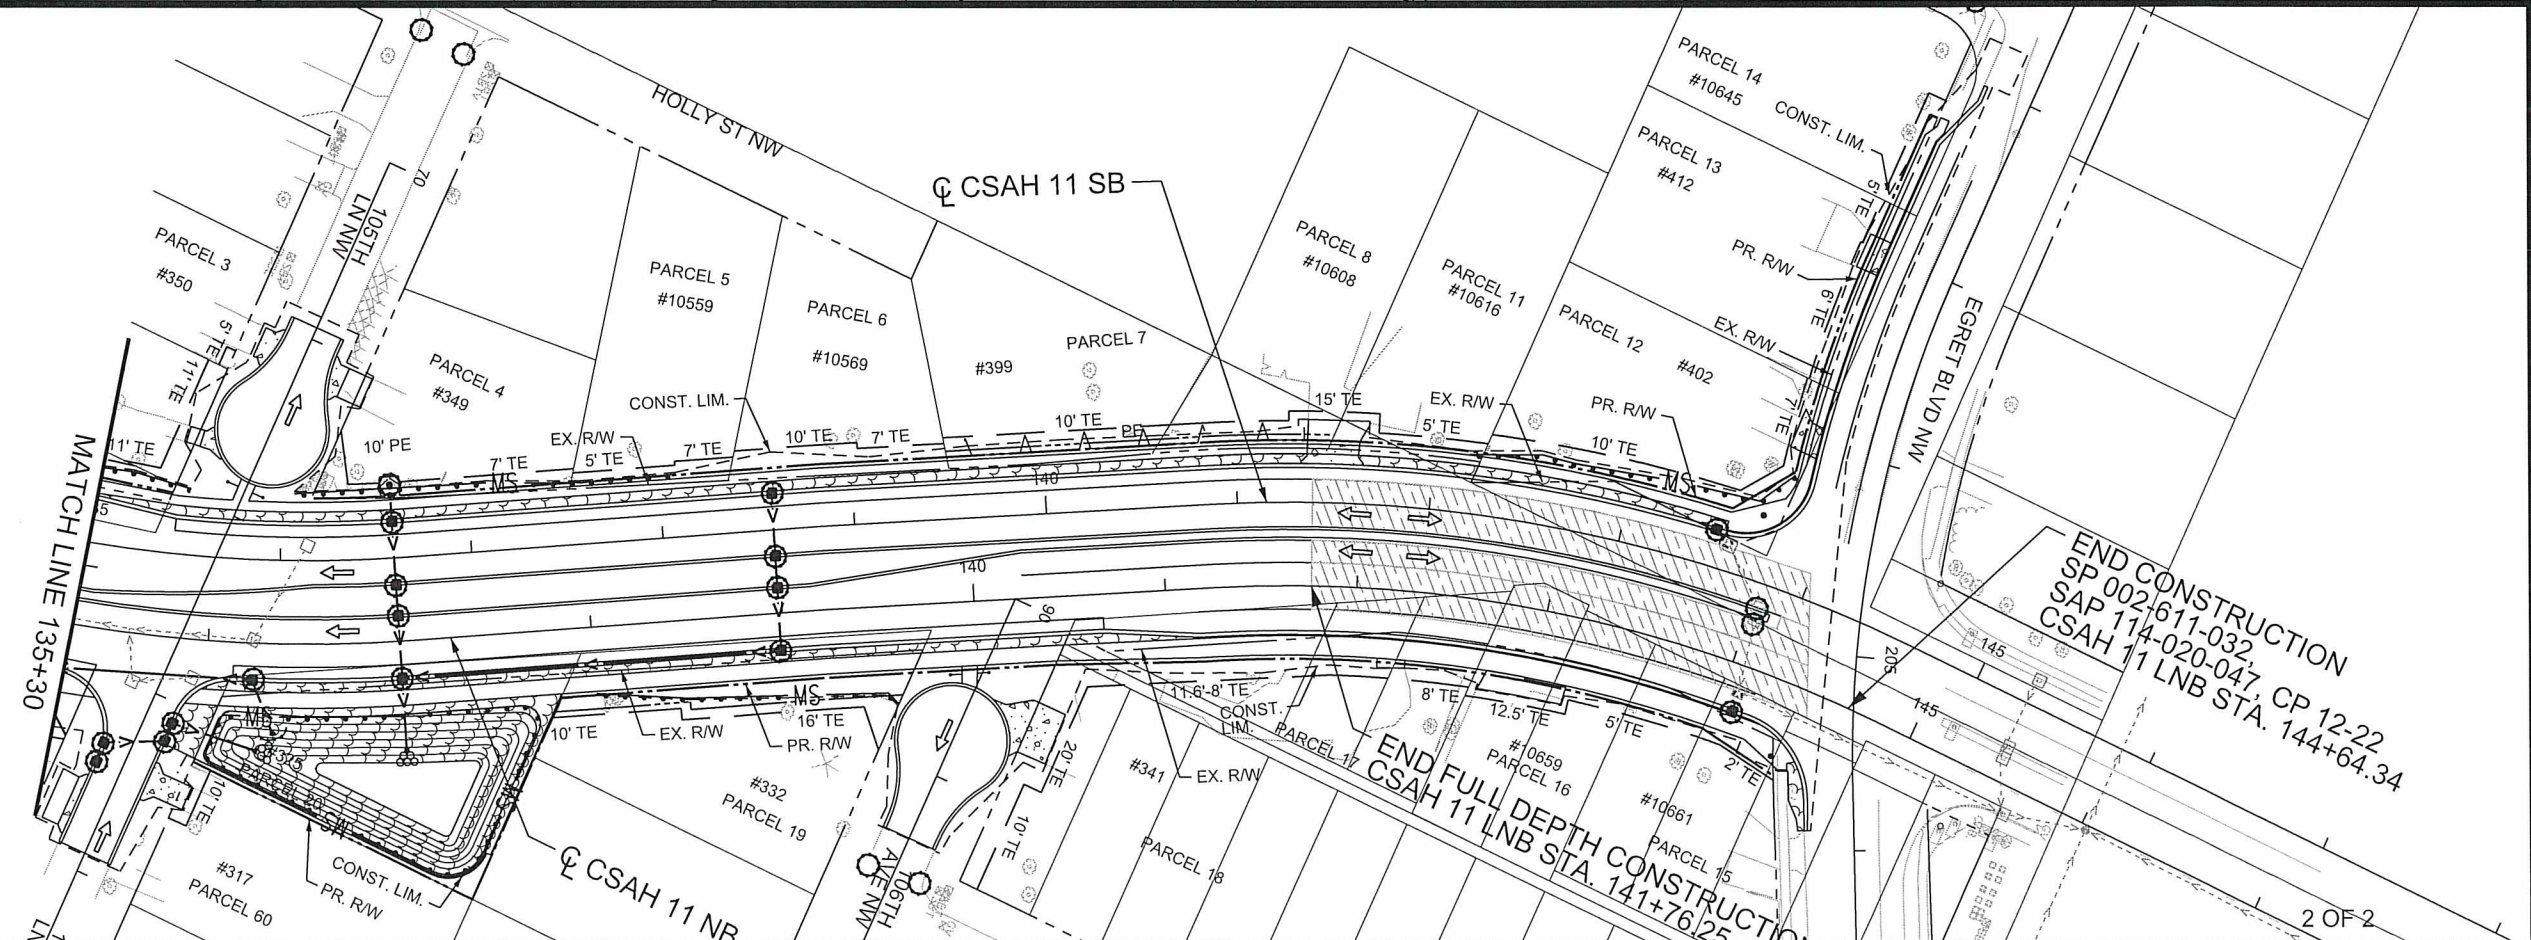 HOLLY ST NW
℄ CSAH 11 SB
PARCEL 14
#10645
CONST. LIM.
PARCEL 13
#412
5' TE
PR. R/W
6' TE
EX. R/W
7' TE
PARCEL 12
#402
EGRET BLVD NW
PARCEL 8
#10608
PARCEL 11
#10616
70
105TH
LN NW
PARCEL 3
#350
5' TE
11' TE
11' TE
PARCEL 4
#349
PARCEL 5
#10559
PARCEL 6
#10569
PARCEL 7
#399
CONST. LIM.
EX. R/W
10' PE
7' TE
5' TE
7' TE
10' TE
7' TE
10' TE
PE
15' TE
EX. R/W
5' TE
PR. R/W
10' TE
MS
MS
140
140
90
MATCH LINE 135+30
END CONSTRUCTION
SP 002-611-032,
SAP 114-020-047, CP 12-22
CSAH 11 LNB STA. 144+64.34
205
145
145
MS
10' TE
EX. R/W
16' TE
PR. R/W
11.6'-8' TE
CONST.
LIM.
PARCEL 17
EX. R/W
8' TE
12.5' TE
5' TE
2' TE
#10659
PARCEL 16
#10661
PARCEL 15
#341
PARCEL 18
20' TE
10' TE
#332
PARCEL 19
106TH
AVE NW
10' TE
#317
PARCEL 60
CONST. LIM.
PR. R/W
℄ CSAH 11 NB
END FULL DEPTH CONSTRUCTION
CSAH 11 LNB STA. 141+76.25
2 OF 2